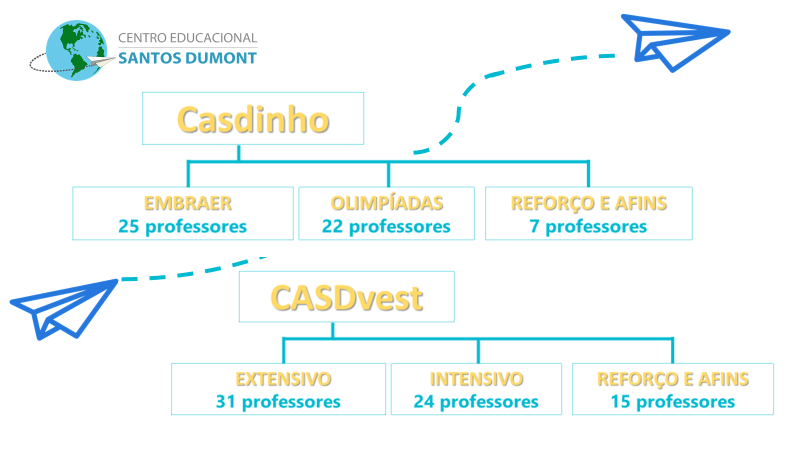 CENTRO EDUCACIONAL
SANTOS DUMONT
Casdinho
EMBRAER
25 professores
OLIMPÍADAS
22 professores
REFORÇO E AFINS
7 professores
CASDvest
EXTENSIVO
31 professores
INTENSIVO
24 professores
REFORÇO E AFINS
15 professores